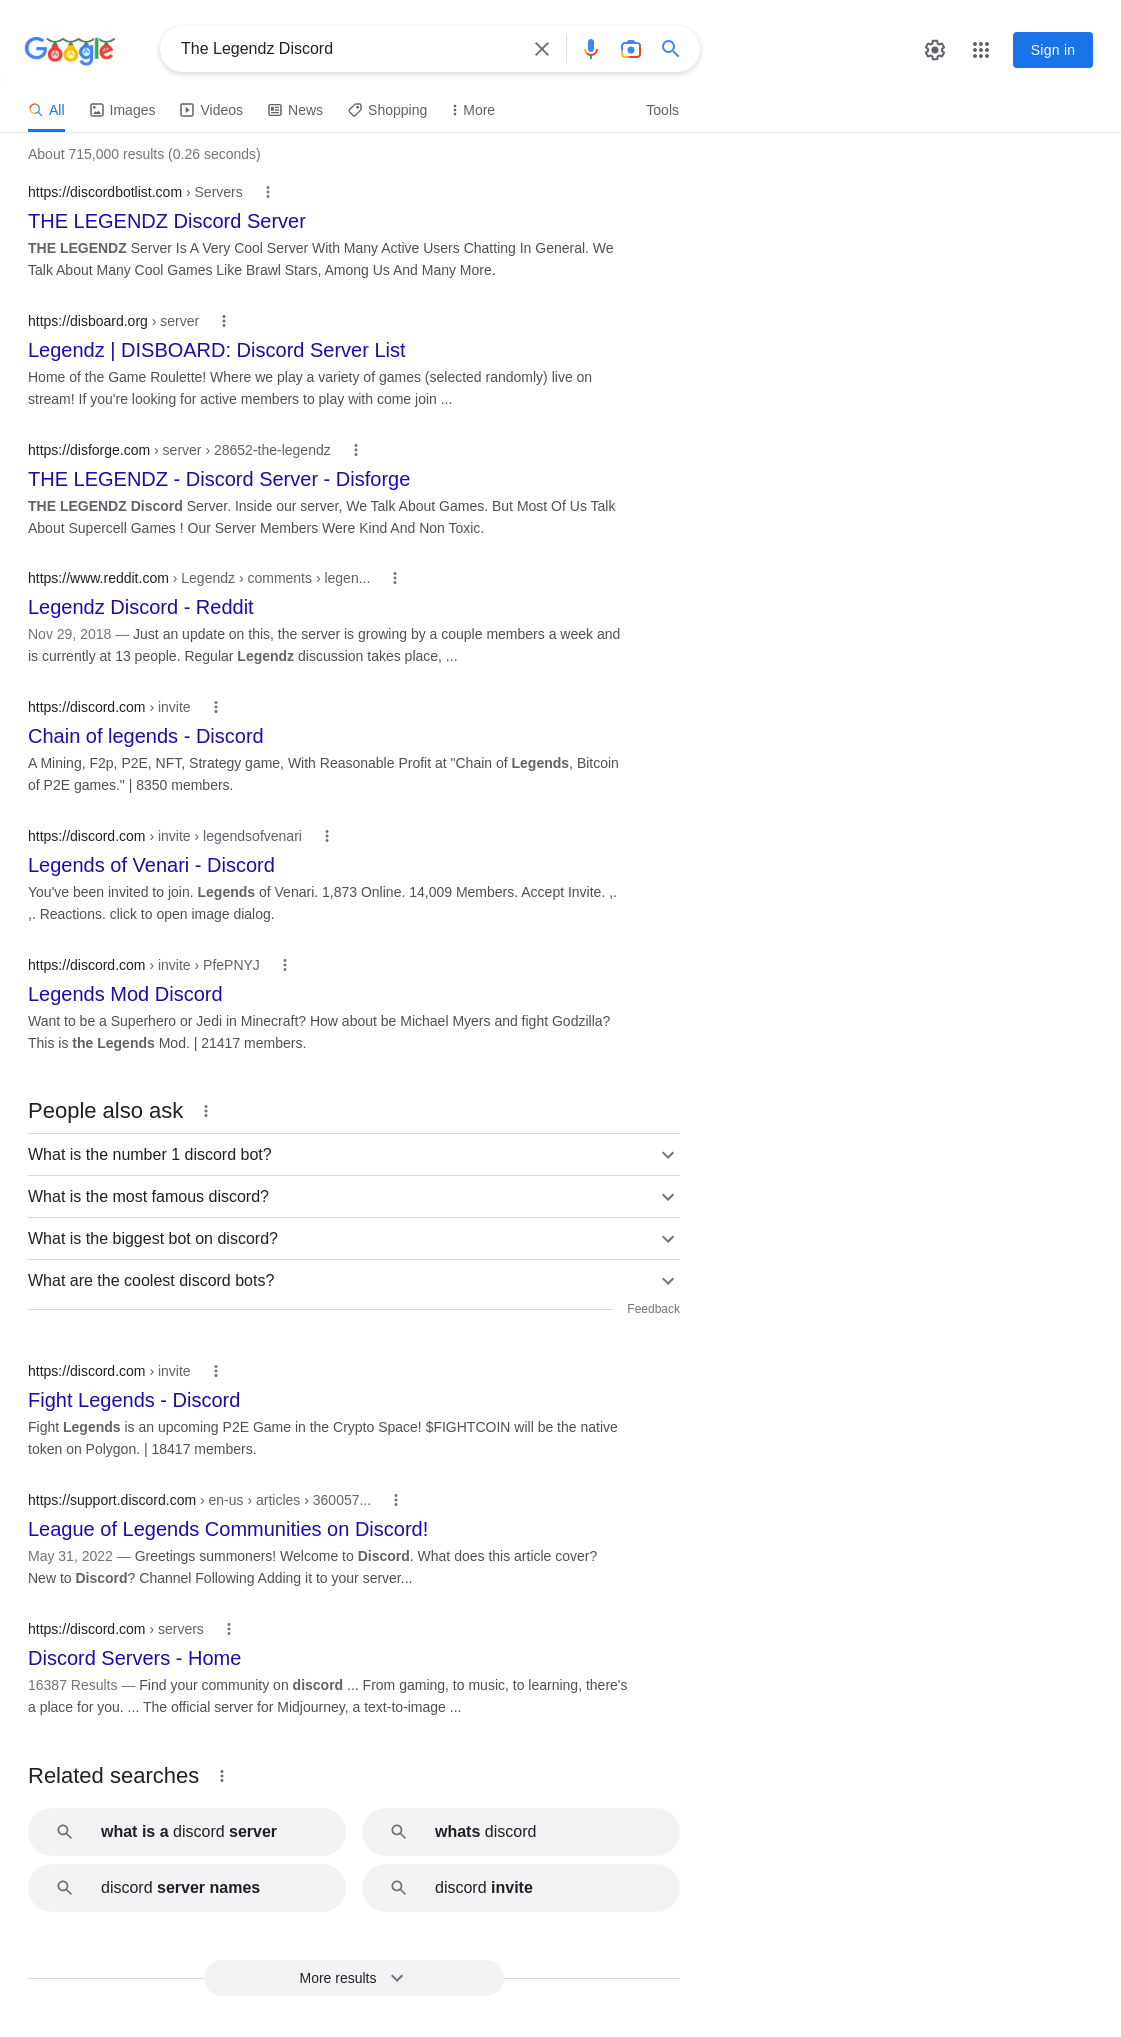 Google
The Legendz Discord
Sign in
All Images Videos News Shopping More Tools
About 715,000 results (0.26 seconds)
https://discordbotlist.com › Servers
THE LEGENDZ Discord Server
THE LEGENDZ Server Is A Very Cool Server With Many Active Users Chatting In General. We
Talk About Many Cool Games Like Brawl Stars, Among Us And Many More.
https://disboard.org › server
Legendz | DISBOARD: Discord Server List
Home of the Game Roulette! Where we play a variety of games (selected randomly) live on
stream! If you're looking for active members to play with come join ...
https://disforge.com › server › 28652-the-legendz
THE LEGENDZ - Discord Server - Disforge
THE LEGENDZ Discord Server. Inside our server, We Talk About Games. But Most Of Us Talk
About Supercell Games ! Our Server Members Were Kind And Non Toxic.
https://www.reddit.com › Legendz › comments › legen...
Legendz Discord - Reddit
Nov 29, 2018 — Just an update on this, the server is growing by a couple members a week and
is currently at 13 people. Regular Legendz discussion takes place, ...
https://discord.com › invite
Chain of legends - Discord
A Mining, F2p, P2E, NFT, Strategy game, With Reasonable Profit at "Chain of Legends, Bitcoin
of P2E games." | 8350 members.
https://discord.com › invite › legendsofvenari
Legends of Venari - Discord
You've been invited to join. Legends of Venari. 1,873 Online. 14,009 Members. Accept Invite. ,.
,. Reactions. click to open image dialog.
https://discord.com › invite › PfePNYJ
Legends Mod Discord
Want to be a Superhero or Jedi in Minecraft? How about be Michael Myers and fight Godzilla?
This is the Legends Mod. | 21417 members.
People also ask
What is the number 1 discord bot?
What is the most famous discord?
What is the biggest bot on discord?
What are the coolest discord bots?
Feedback
https://discord.com › invite
Fight Legends - Discord
Fight Legends is an upcoming P2E Game in the Crypto Space! $FIGHTCOIN will be the native
token on Polygon. | 18417 members.
https://support.discord.com › en-us › articles › 360057...
League of Legends Communities on Discord!
May 31, 2022 — Greetings summoners! Welcome to Discord. What does this article cover?
New to Discord? Channel Following Adding it to your server...
https://discord.com › servers
Discord Servers - Home
16387 Results — Find your community on discord ... From gaming, to music, to learning, there's
a place for you. ... The official server for Midjourney, a text-to-image ...
Related searches
what is a discord server
whats discord
discord server names
discord invite
More results